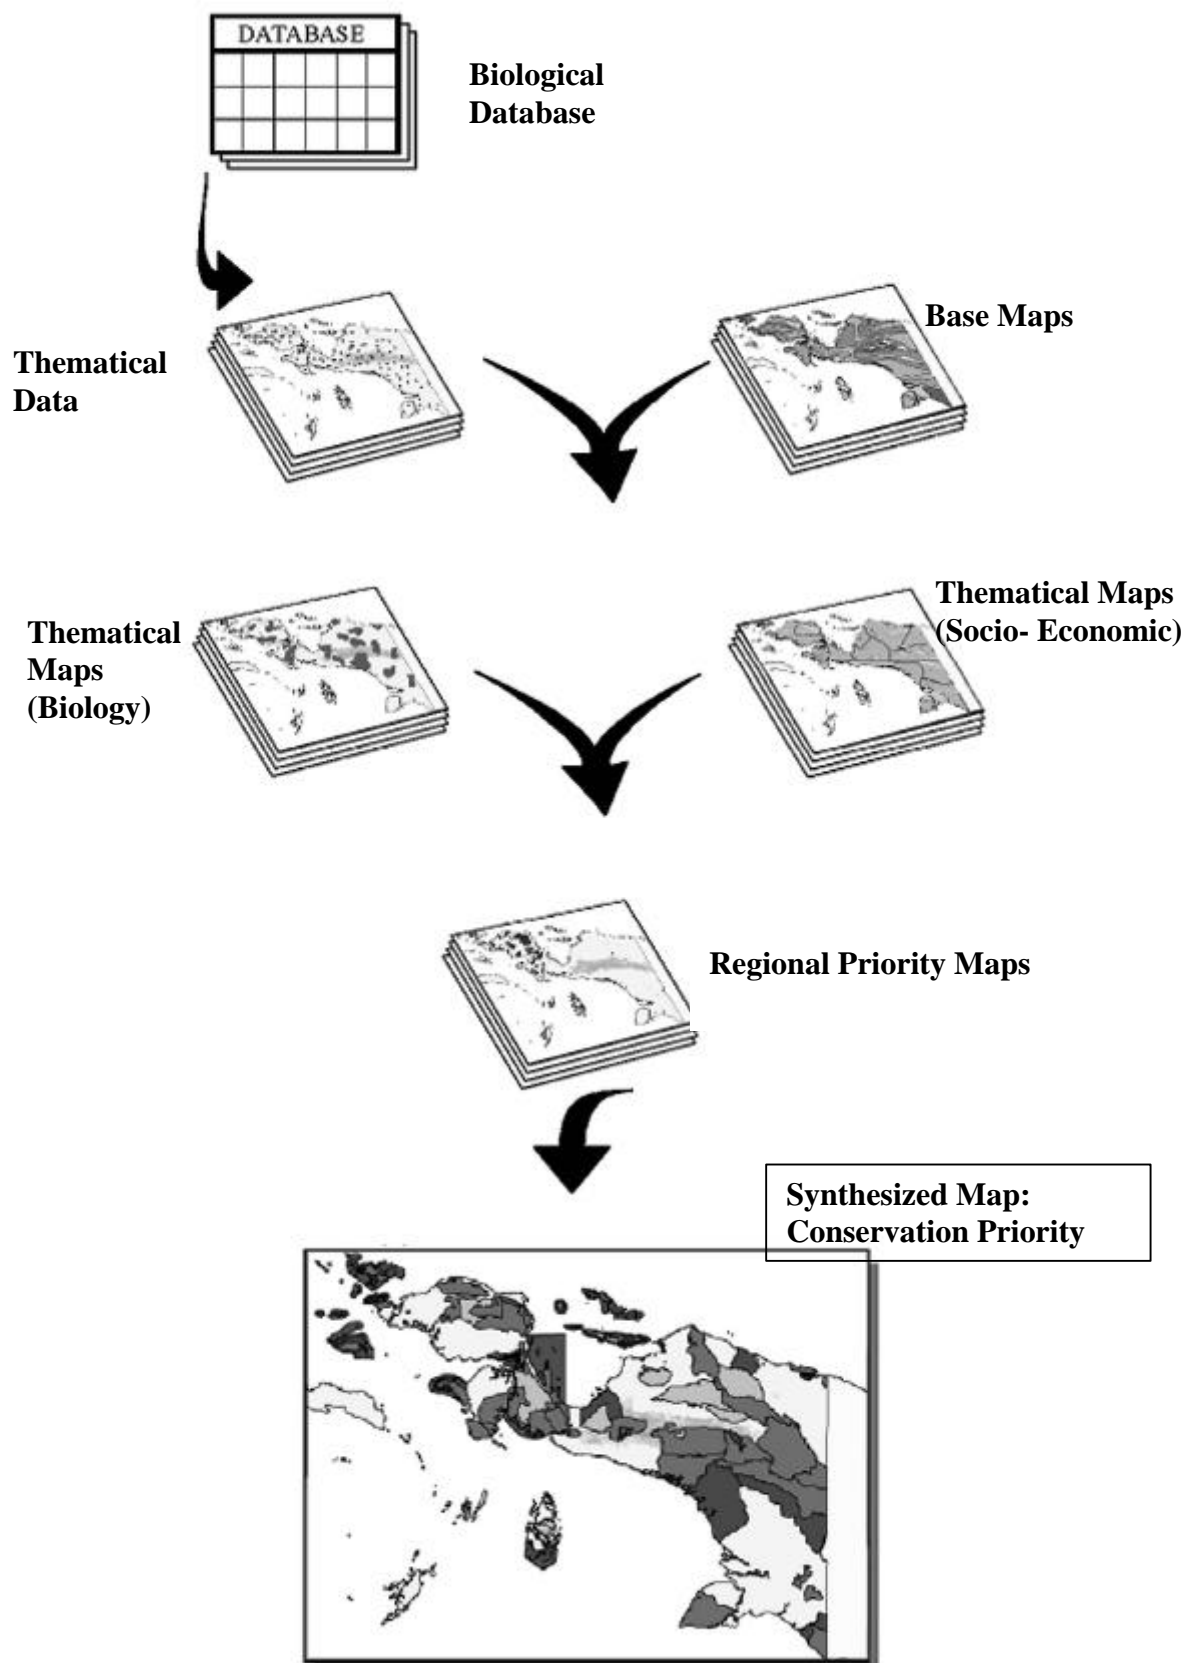 DATABASE
Biological
Database
Base Maps
Thematical
Data
Thematical Maps
(Socio- Economic)
Thematical
Maps
(Biology)
Regional Priority Maps
Synthesized Map:
Conservation Priority